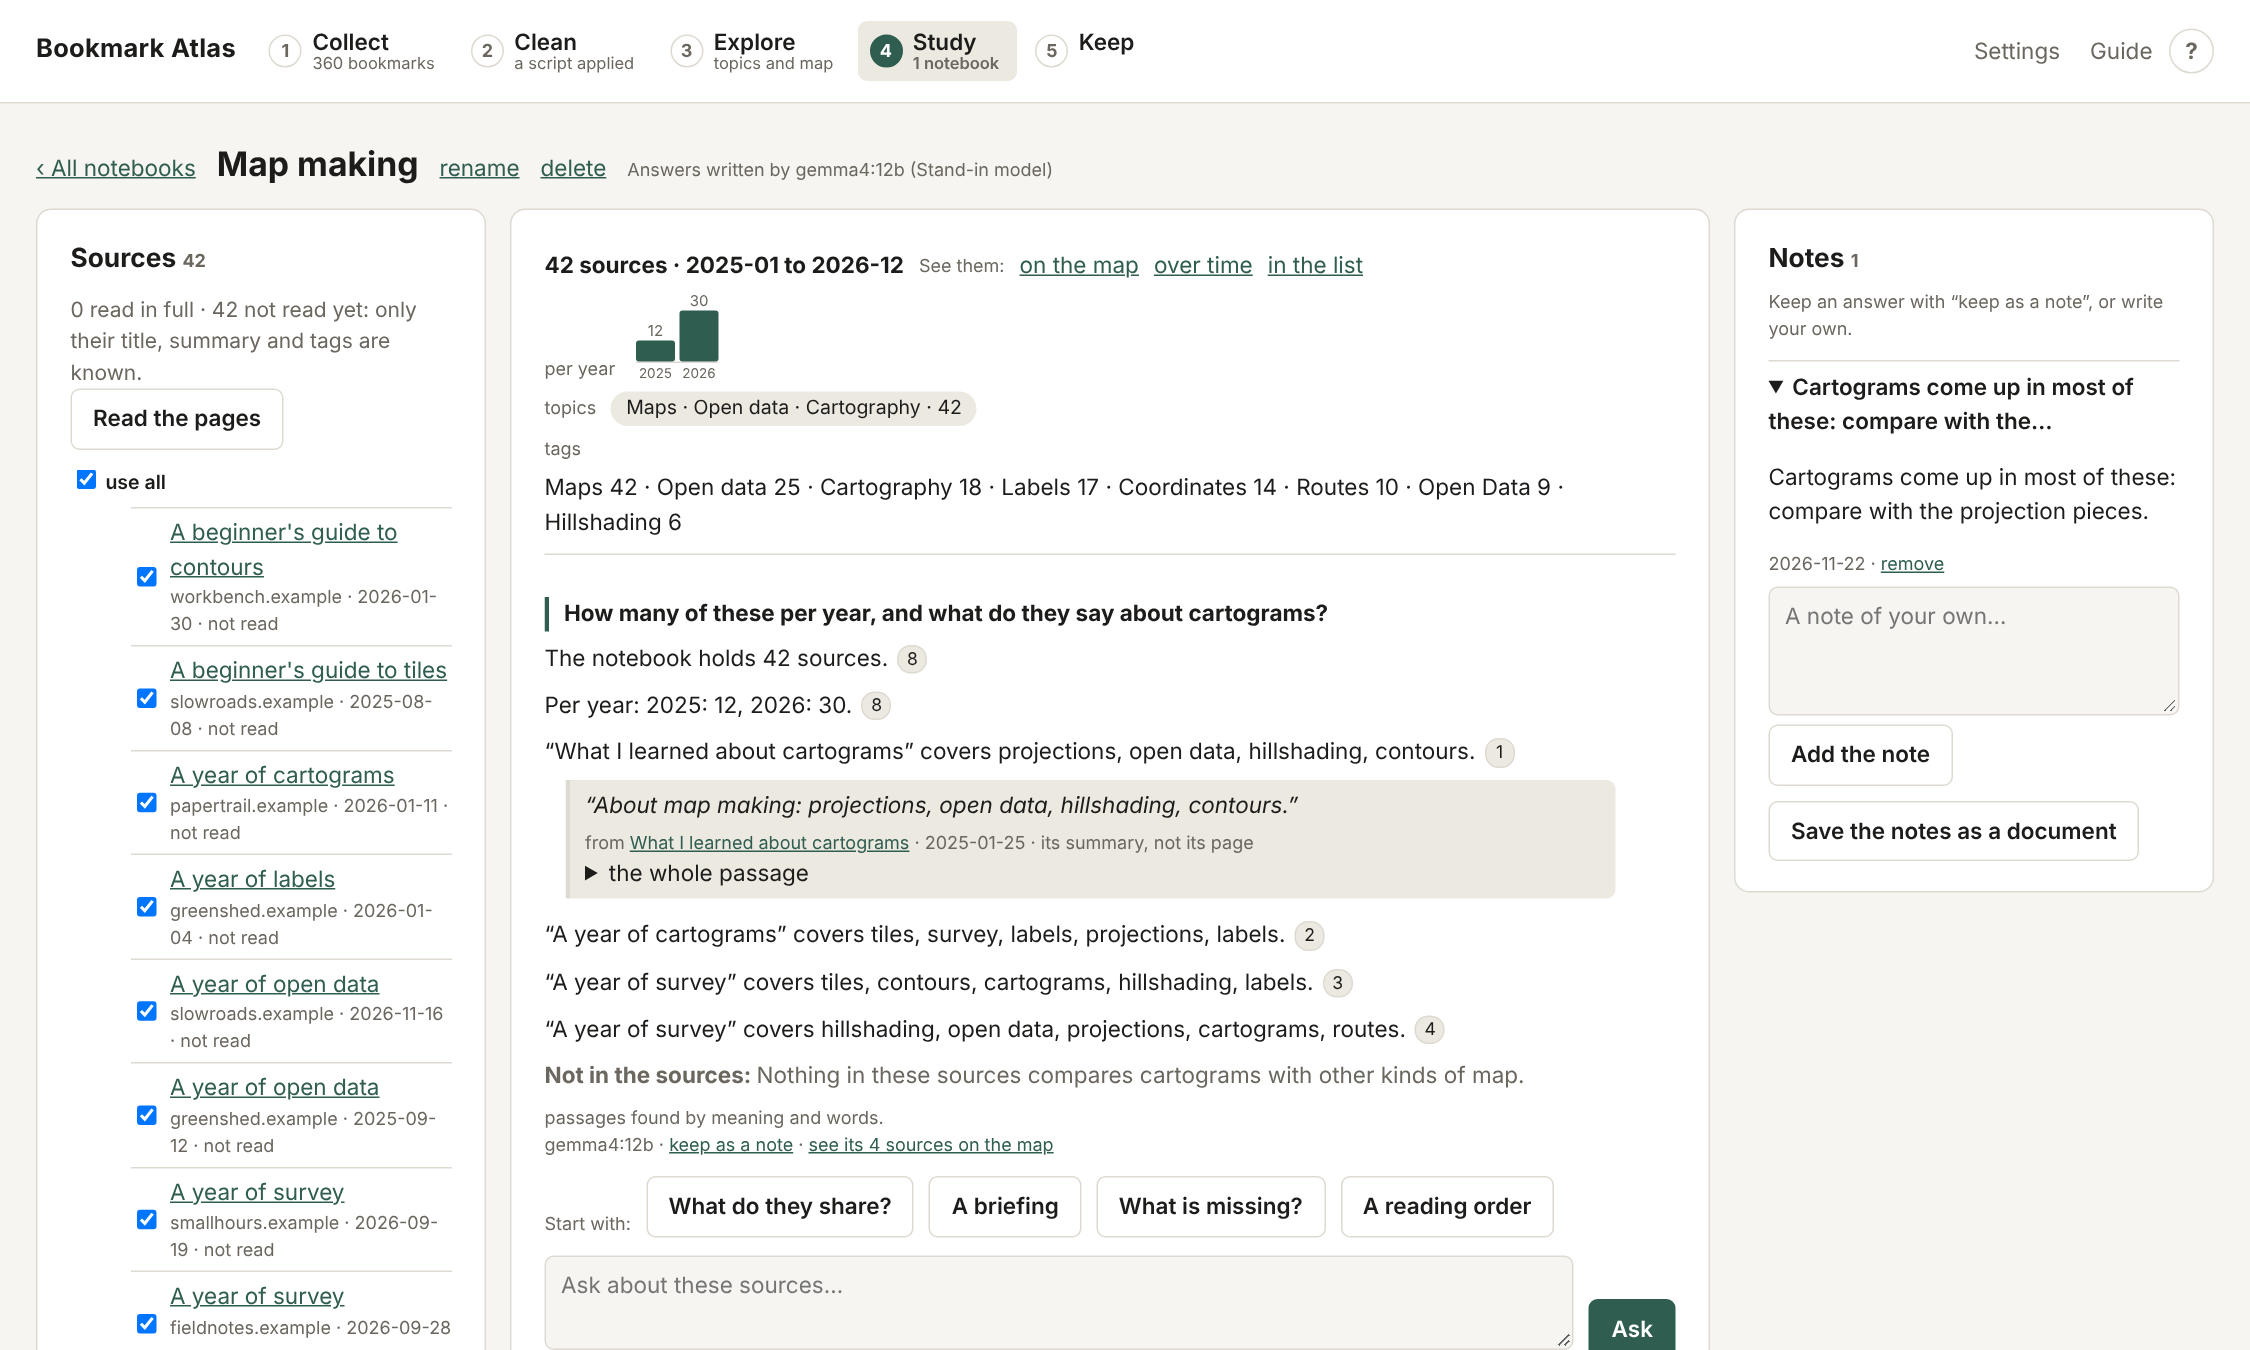 Bookmark Atlas
1 Collect
360 bookmarks
2 Clean
a script applied
3 Explore
topics and map
4 Study
1 notebook
5 Keep
Settings Guide ?
‹ All notebooks Map making rename delete Answers written by gemma4:12b (Stand-in model)
Sources 42
0 read in full · 42 not read yet: only
their title, summary and tags are
known.
Read the pages
use all
A beginner's guide to
contours
workbench.example · 2026-01-
30 · not read
A beginner's guide to tiles
slowroads.example · 2025-08-
08 · not read
A year of cartograms
papertrail.example · 2026-01-11 ·
not read
A year of labels
greenshed.example · 2026-01-
04 · not read
A year of open data
slowroads.example · 2026-11-16
· not read
A year of open data
greenshed.example · 2025-09-
12 · not read
A year of survey
smallhours.example · 2026-09-
19 · not read
A year of survey
fieldnotes.example · 2026-09-28
42 sources · 2025-01 to 2026-12 See them: on the map over time in the list
30
12
per year 2025 2026
topics Maps · Open data · Cartography · 42
tags
Maps 42 · Open data 25 · Cartography 18 · Labels 17 · Coordinates 14 · Routes 10 · Open Data 9 ·
Hillshading 6
How many of these per year, and what do they say about cartograms?
The notebook holds 42 sources. 8
Per year: 2025: 12, 2026: 30. 8
“What I learned about cartograms” covers projections, open data, hillshading, contours. 1
“About map making: projections, open data, hillshading, contours.”
from What I learned about cartograms · 2025-01-25 · its summary, not its page
▶ the whole passage
“A year of cartograms” covers tiles, survey, labels, projections, labels. 2
“A year of survey” covers tiles, contours, cartograms, hillshading, labels. 3
“A year of survey” covers hillshading, open data, projections, cartograms, routes. 4
Not in the sources: Nothing in these sources compares cartograms with other kinds of map.
passages found by meaning and words.
gemma4:12b · keep as a note · see its 4 sources on the map
Start with: What do they share? A briefing What is missing? A reading order
Ask about these sources...
Ask
Notes 1
Keep an answer with “keep as a note”, or write
your own.
▼ Cartograms come up in most of
these: compare with the...
Cartograms come up in most of these:
compare with the projection pieces.
2026-11-22 · remove
A note of your own...
Add the note
Save the notes as a document